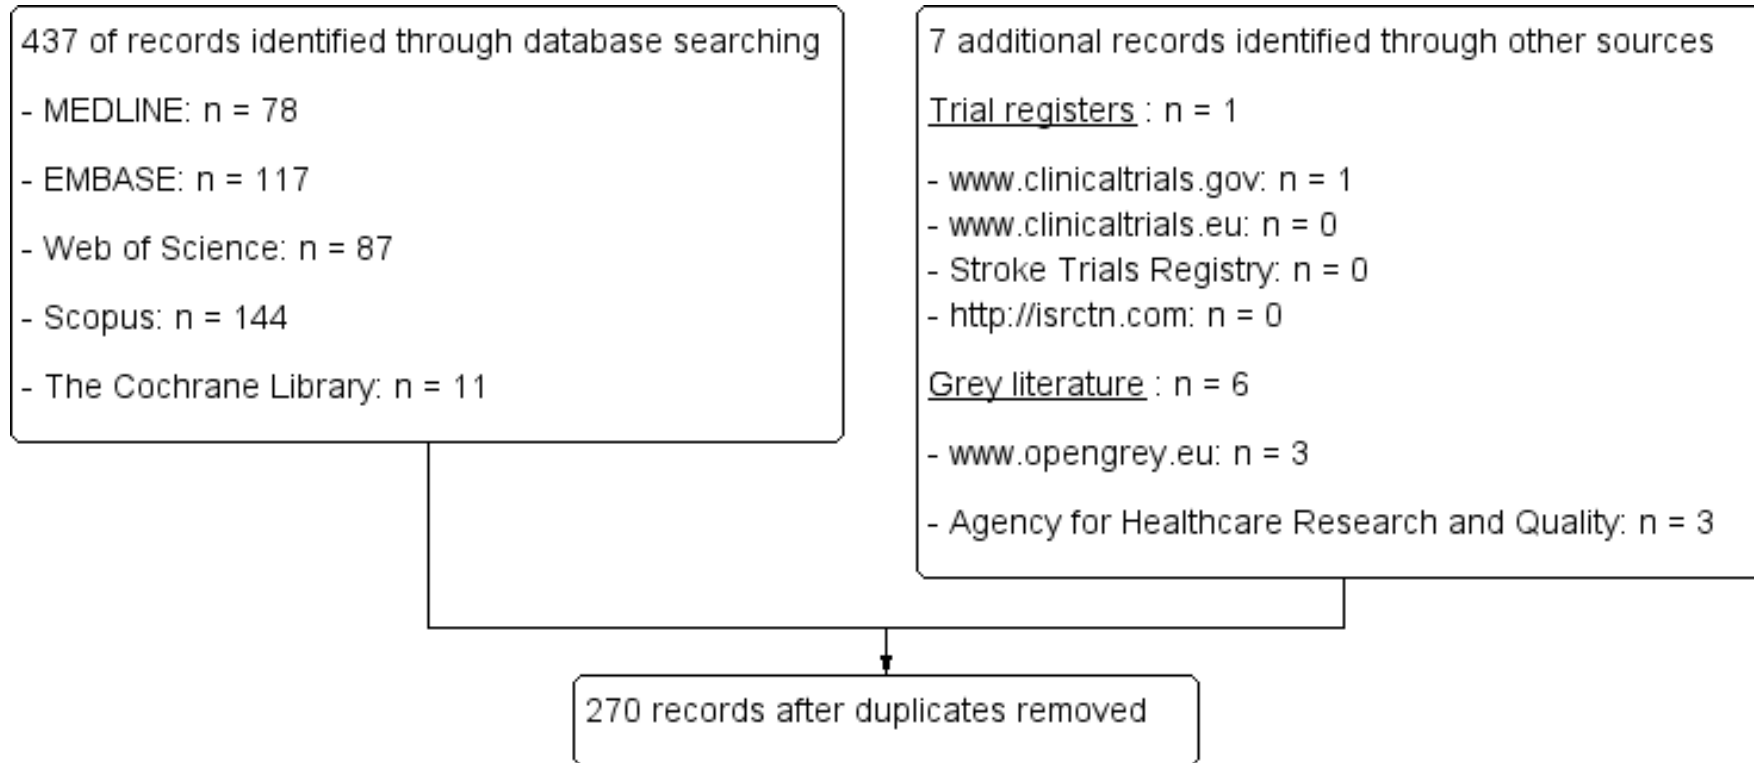 437 of records identified through database searching
- MEDLINE: n = 78
- EMBASE: n = 117
- Web of Science: n = 87
- Scopus: n = 144
- The Cochrane Library: n = 11
7 additional records identified through other sources
Trial registers : n = 1
- www.clinicaltrials.gov: n = 1
- www.clinicaltrials.eu: n = 0
- Stroke Trials Registry: n = 0
- http://isrctn.com: n = 0
Grey literature : n = 6
- www.opengrey.eu: n = 3
- Agency for Healthcare Research and Quality: n = 3
270 records after duplicates removed